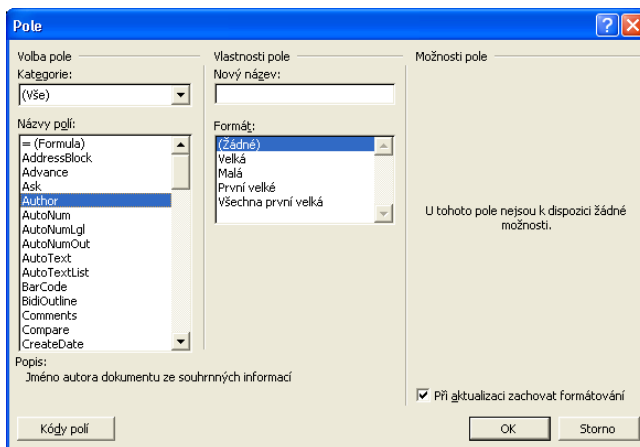 Pole
Volba pole
Kategorie:
(Vše)
Názvy polí:
= (Formula)
AddressBlock
Advance
Ask
Author
AutoNum
AutoNumLgl
AutoNumOut
AutoText
AutoTextList
BarCode
BidiOutline
Comments
Compare
CreateDate
Vlastnosti pole
Nový název:
Formát:
(Žádné)
Velká
Malá
První velké
Všechna první velká
Možnosti pole
U tohoto pole nejsou k dispozici žádné
možnosti.
Popis:
Jméno autora dokumentu ze souhrnných informací
Při aktualizaci zachovat formátování
Kódy polí
OK
Storno